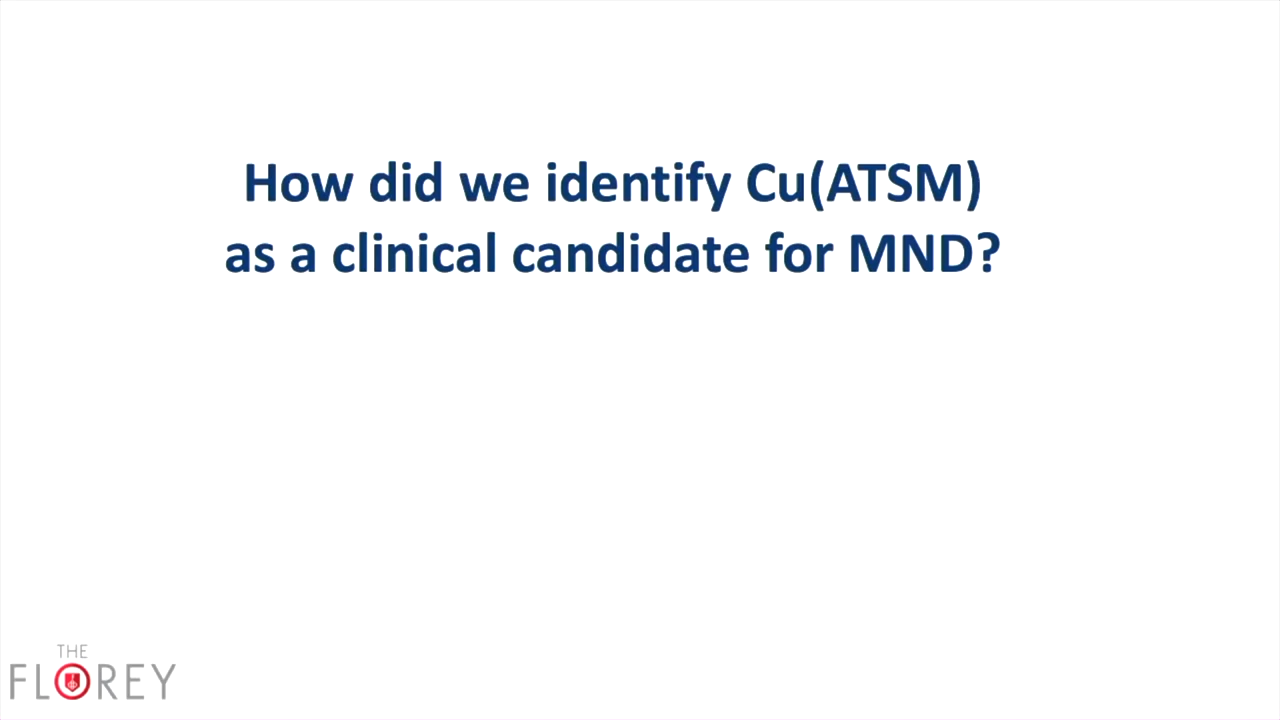 How did we identify Cu(ATSM)
as a clinical candidate for MND?
THE
FLOREY